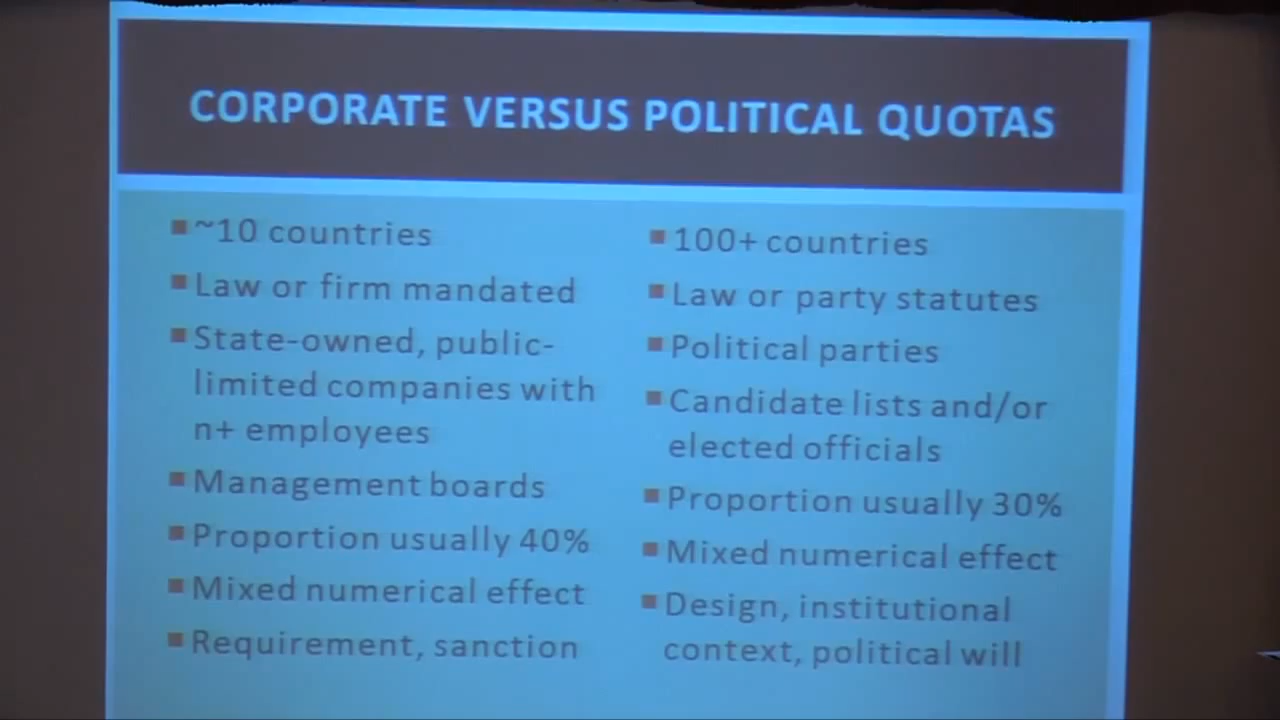 CORPORATE VERSUS POLITICAL QUOTAS
~10 countries
Law or firm mandated
State-owned, public-
limited companies with
n+ employees
Management boards
Proportion usually 40%
Mixed numerical effect
Requirement, sanction
100+ countries
Law or party statutes
Political parties
Candidate lists and/or
elected officials
Proportion usually 30%
Mixed numerical effect
Design, institutional
context, political will